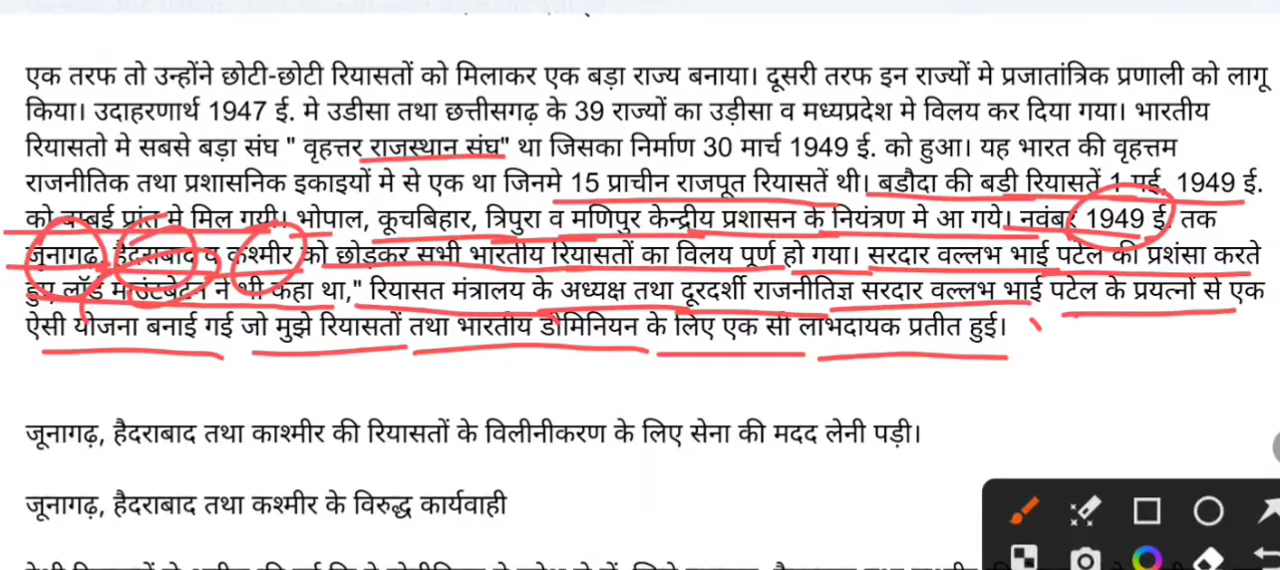 एक तरफ तो उन्होंने छोटी-छोटी रियासतों को मिलाकर एक बड़ा राज्य बनाया। दूसरी तरफ इन राज्यों मे प्रजातांत्रिक प्रणाली को लागू
किया। उदाहरणार्थ 1947 ई. मे उडीसा तथा छत्तीसगढ़ के 39 राज्यों का उड़ीसा व मध्यप्रदेश मे विलय कर दिया गया। भारतीय
रियासतो मे सबसे बड़ा संघ " वृहत्तर राजस्थान संघ" था जिसका निर्माण 30 मार्च 1949 ई. को हुआ। यह भारत की वृहत्तम
राजनीतिक तथा प्रशासनिक इकाइयों मे से एक था जिनमे 15 प्राचीन राजपूत रियासतें थी। बडौदा की बड़ी रियासतें 1 मई, 1949 ई.
को बम्बई प्रांत मे मिल गयी। भोपाल, कूचबिहार, त्रिपुरा व मणिपुर केन्द्रीय प्रशासन के नियंत्रण मे आ गये। नवंबर 1949 ई. तक
जूनागढ़, हैदराबाद व कश्मीर को छोड़कर सभी भारतीय रियासतों का विलय पूर्ण हो गया। सरदार वल्लभ भाई पटेल की प्रशंसा करते
हुए लॉर्ड माउंटबेटन ने भी कहा था," रियासत मंत्रालय के अध्यक्ष तथा दूरदर्शी राजनीतिज्ञ सरदार वल्लभ भाई पटेल के प्रयत्नों से एक
ऐसी योजना बनाई गई जो मुझे रियासतों तथा भारतीय डोमिनियन के लिए एक सी लाभदायक प्रतीत हुई।
जूनागढ़, हैदराबाद तथा काश्मीर की रियासतों के विलीनीकरण के लिए सेना की मदद लेनी पड़ी।
जूनागढ़, हैदराबाद तथा कश्मीर के विरुद्ध कार्यवाही